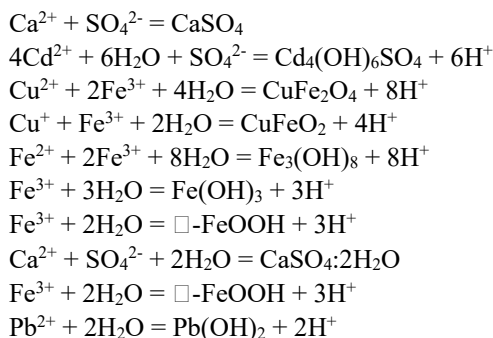 Ca²⁺ + SO₄²⁻ = CaSO₄
4Cd²⁺ + 6H₂O + SO₄²⁻ = Cd₄(OH)₆SO₄ + 6H⁺
Cu²⁺ + 2Fe³⁺ + 4H₂O = CuFe₂O₄ + 8H⁺
Cu⁺ + Fe³⁺ + 2H₂O = CuFeO₂ + 4H⁺
Fe²⁺ + 2Fe³⁺ + 8H₂O = Fe₃(OH)₈ + 8H⁺
Fe³⁺ + 3H₂O = Fe(OH)₃ + 3H⁺
Fe³⁺ + 2H₂O = □-FeOOH + 3H⁺
Ca²⁺ + SO₄²⁻ + 2H₂O = CaSO₄:2H₂O
Fe³⁺ + 2H₂O = □-FeOOH + 3H⁺
Pb²⁺ + 2H₂O = Pb(OH)₂ + 2H⁺